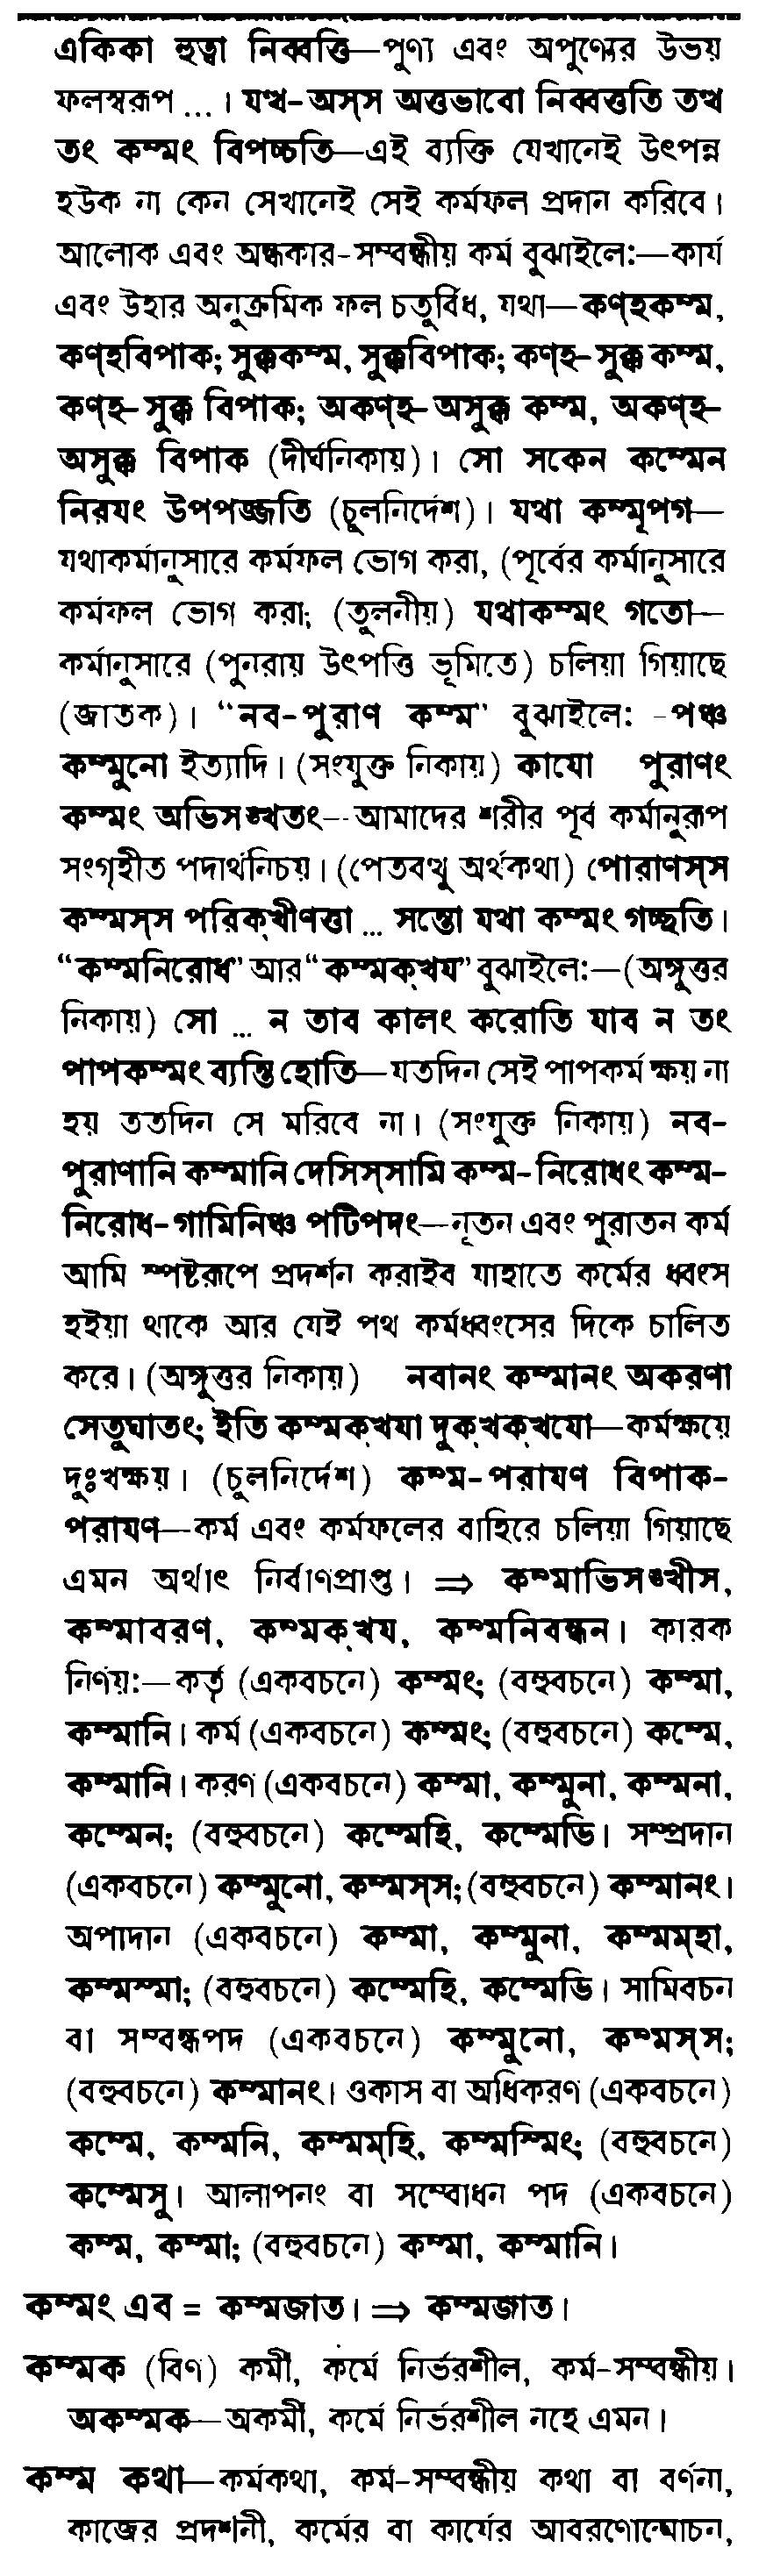 একিকা হুত্বা নিব্বত্তি—পুণ্য এবং অপুণ্যের উভয়
ফলস্বরূপ ...। যত্থ-অস্‌স অত্তভাবো নিব্বত্ততি তত্থ
তং কম্মং বিপচ্চতি—এই ব্যক্তি যেখানেই উৎপন্ন
হউক না কেন সেখানেই সেই কর্মফল প্রদান করিবে।
আলোক এবং অন্ধকার-সম্বন্ধীয় কর্ম বুঝাইলে:—কার্য
এবং উহার অনুক্রমিক ফল চতুর্বিধ, যথা—কণ্‌হকম্ম,
কণ্‌হবিপাক; সুক্ককম্ম, সুক্কবিপাক; কণ্‌হ-সুক্ক কম্ম,
কণ্‌হ-সুক্ক বিপাক; অকণ্‌হ-অসুক্ক কম্ম, অকণ্‌হ-
অসুক্ক বিপাক (দীর্ঘনিকায়)। সো সকেন কম্মেন
নিরযং উপপজ্জতি (চূলনির্দেশ)। যথা কম্মূপগ—
যথাকর্মানুসারে কর্মফল ভোগ করা, (পূর্বের কর্মানুসারে
কর্মফল ভোগ করা; (তুলনীয়) যথাকম্মং গতো—
কর্মানুসারে (পুনরায় উৎপত্তি ভূমিতে) চলিয়া গিয়াছে
(জাতক)। "নব-পুরাণ কম্ম" বুঝাইলে: -পঞ্চ
কম্মুনো ইত্যাদি। (সংযুক্ত নিকায়) কাযো পুরাণং
কম্মং অভিসঙ্খতং--আমাদের শরীর পূর্ব কর্মানুরূপ
সংগৃহীত পদার্থনিচয়। (পেতবত্থু অর্থকথা) পোরাণস্‌স
কম্মস্‌স পরিক্‌খীণত্তা ... সন্তো যথা কম্মং গচ্ছতি।
"কম্মনিরোধ" আর "কম্মক্‌খয" বুঝাইলে:—(অঙ্গুত্তর
নিকায়) সো ... ন তাব কালং করোতি যাব ন তং
পাপকম্মং ব্যন্তি হোতি—যতদিন সেই পাপকর্ম ক্ষয় না
হয় ততদিন সে মরিবে না। (সংযুক্ত নিকায়) নব-
পুরাণানি কম্মানি দেসিস্‌সামি কম্ম-নিরোধং কম্ম-
নিরোধ-গামিনিঞ্চ পটিপদং—নূতন এবং পুরাতন কর্ম
আমি স্পষ্টরূপে প্রদর্শন করাইব যাহাতে কর্মের ধ্বংস
হইয়া থাকে আর যেই পথ কর্মধ্বংসের দিকে চালিত
করে। (অঙ্গুত্তর নিকায়) নবানং কম্মানং অকরণা
সেতুঘাতং; ইতি কম্মক্‌খযা দুক্‌খক্‌খযো—কর্মক্ষয়ে
দুঃখক্ষয়। (চুলনির্দেশ) কম্ম-পরাযণ বিপাক-
পরাযণ—কর্ম এবং কর্মফলের বাহিরে চলিয়া গিয়াছে
এমন অর্থাৎ নির্বাণপ্রাপ্ত। ⇒ কম্মাভিসঙ্খীস,
কম্মাবরণ, কম্মক্‌খয, কম্মনিবন্ধন। কারক
নির্ণয়:—কর্তৃ (একবচনে) কম্মং; (বহুবচনে) কম্মা,
কম্মানি। কর্ম (একবচনে) কম্মং; (বহুবচনে) কম্মে,
কম্মানি। করণ (একবচনে) কম্মা, কম্মুনা, কম্মনা,
কম্মেন; (বহুবচনে) কম্মেহি, কম্মেভি। সম্প্রদান
(একবচনে) কম্মুনো, কম্মস্‌স; (বহুবচনে) কম্মানং।
অপাদান (একবচনে) কম্মা, কম্মুনা, কম্মম্‌হা,
কম্মস্মা; (বহুবচনে) কম্মেহি, কম্মেভি। সামিবচন
বা সম্বন্ধপদ (একবচনে) কম্মুনো, কম্মস্‌স;
(বহুবচনে) কম্মানং। ওকাস বা অধিকরণ (একবচনে)
কম্মে, কম্মনি, কম্মম্‌হি, কম্মস্মিং; (বহুবচনে)
কম্মেসু। আলাপনং বা সম্বোধন পদ (একবচনে)
কম্ম, কম্মা; (বহুবচনে) কম্মা, কম্মানি।
কম্মং এব = কম্মজাত। ⇒ কম্মজাত।
কম্মক (বিণ) কর্মী, কর্মে নির্ভরশীল, কর্ম-সম্বন্ধীয়।
অকম্মক—অকর্মী, কর্মে নির্ভরশীল নহে এমন।
কম্ম কথা—কর্মকথা, কর্ম-সম্বন্ধীয় কথা বা বর্ণনা,
কাজের প্রদর্শনী, কর্মের বা কার্যের আবরণোন্মোচন,